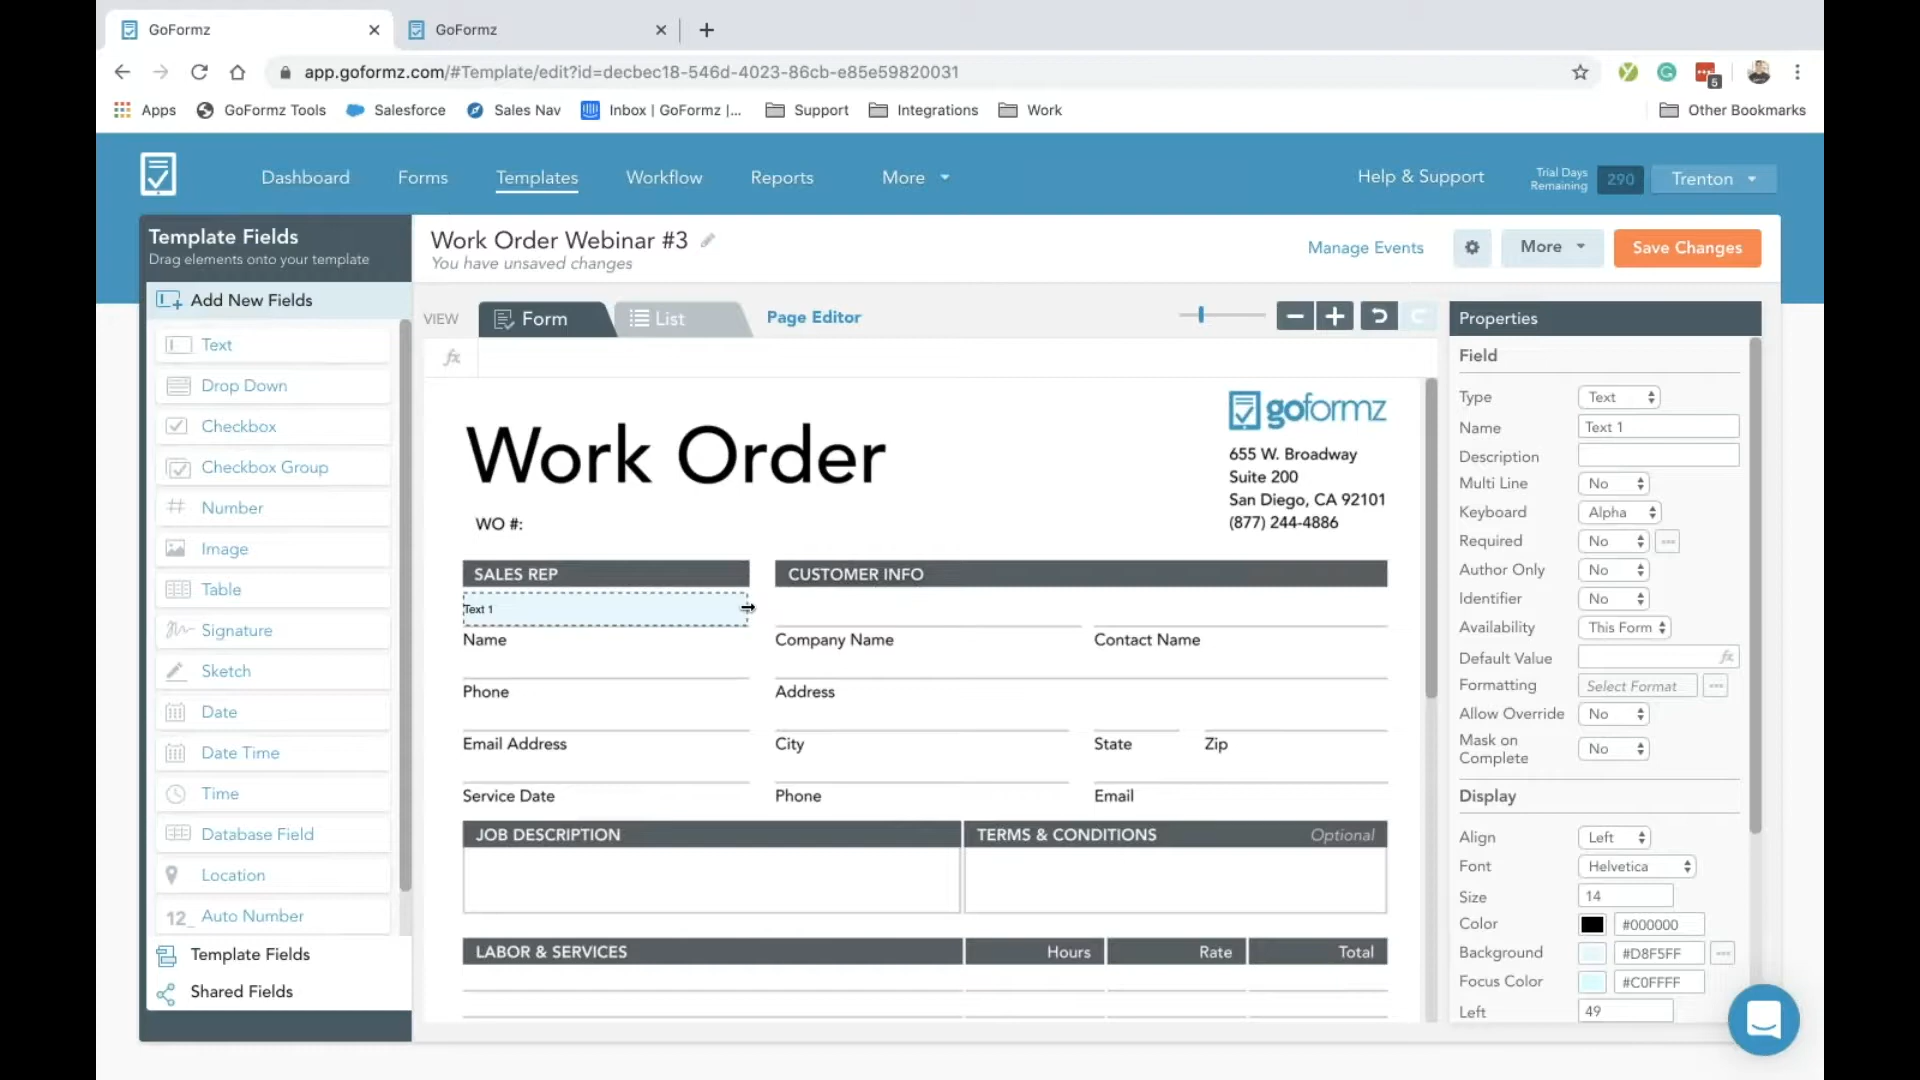 GoFormz
GoFormz
app.goformz.com/#Template/edit?id=decbec18-546d-4023-86cb-e85e59820031
5
Apps
GoFormz Tools
Salesforce
Sales Nav
Inbox | GoFormz |...
Support
Integrations
Work
Other Bookmarks
Dashboard
Forms
Templates
Workflow
Reports
More
Help & Support
Trial Days
Remaining
290
Trenton
Template Fields
Drag elements onto your template
Work Order Webinar #3
You have unsaved changes
Manage Events
More
Save Changes
Add New Fields
Text
Drop Down
Checkbox
Checkbox Group
Number
Image
Table
Signature
Sketch
Date
Date Time
Time
Database Field
Location
12_ Auto Number
Template Fields
Shared Fields
VIEW
Form
List
Page Editor
fx
Work Order
WO #:
goformz
655 W. Broadway
Suite 200
San Diego, CA 92101
(877) 244-4886
SALES REP
CUSTOMER INFO
Text 1
Name
Company Name
Contact Name
Phone
Address
Email Address
City
State
Zip
Service Date
Phone
Email
JOB DESCRIPTION
TERMS & CONDITIONS
Optional
LABOR & SERVICES
Hours
Rate
Total
Properties
Field
Type
Text
Name
Text 1
Description
Multi Line
No
Keyboard
Alpha
Required
No
Author Only
No
Identifier
No
Availability
This Form
Default Value
fx
Formatting
Select Format
Allow Override
No
Mask on
Complete
No
Display
Align
Left
Font
Helvetica
Size
14
Color
#000000
Background
#D8F5FF
Focus Color
#C0FFFF
Left
49